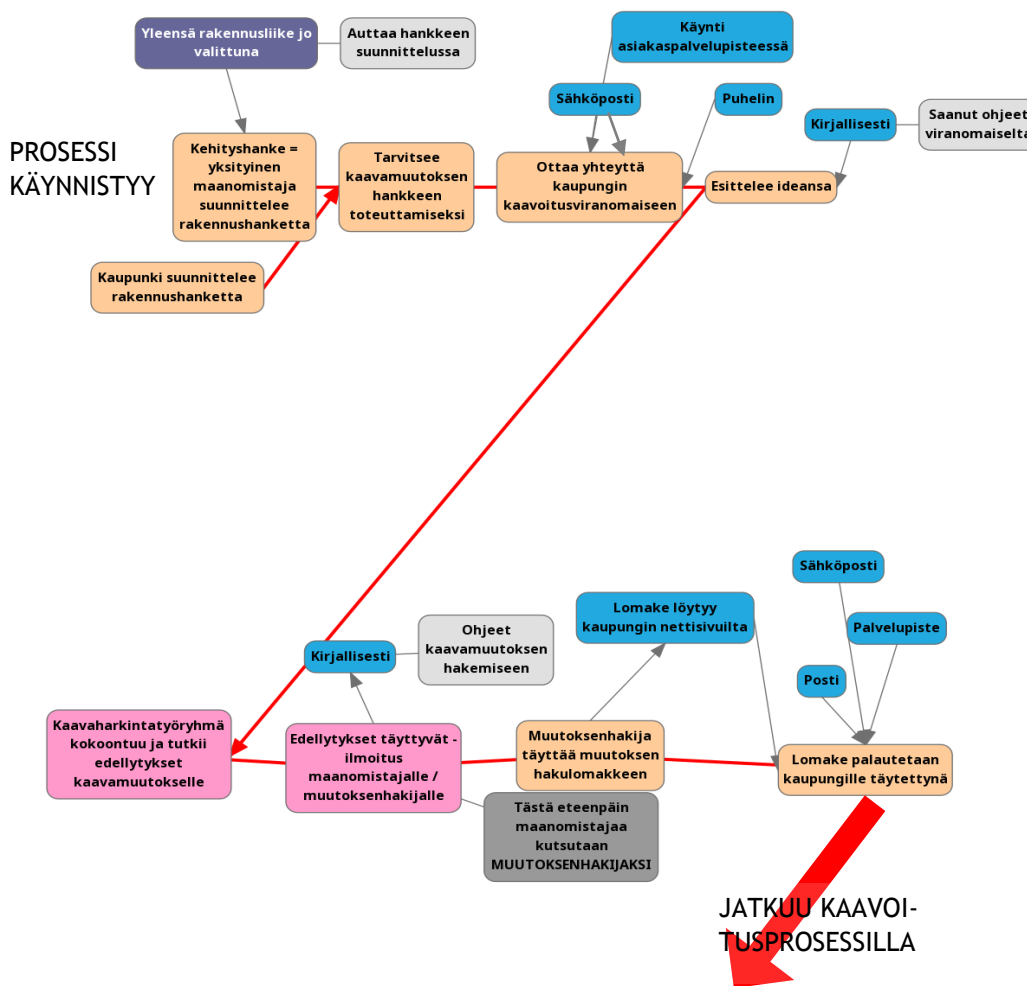 Yleensä rakennusliike jo
valittuna
Auttaa hankkeen
suunnittelussa
Käynti
asiakaspalvelupisteessä
Sähköposti
Puhelin
Kirjallisesti
Saanut ohjeet
viranomaiselta
PROSESSI
KÄYNNISTYY
Kehityshanke =
yksityinen
maanomistaja
suunnittelee
rakennushanketta
Tarvitsee
kaavamuutoksen
hankkeen
toteuttamiseksi
Ottaa yhteyttä
kaupungin
kaavoitusviranomaiseen
Esittelee ideansa
Kaupunki suunnittelee
rakennushanketta
Sähköposti
Lomake löytyy
kaupungin nettisivuilta
Palvelupiste
Ohjeet
kaavamuutoksen
hakemiseen
Kirjallisesti
Posti
Kaavaharkintatyöryhmä
kokoontuu ja tutkii
edellytykset
kaavamuutokselle
Edellytykset täyttyvät -
ilmoitus
maanomistajalle /
muutoksenhakijalle
Muutoksenhakija
täyttää muutoksen
hakulomakkeen
Lomake palautetaan
kaupungille täytettynä
Tästä eteenpäin
maanomistajaa
kutsutaan
MUUTOKSENHAKIJAKSI
JATKUU KAAVOI-
TUSPROSESSILLA